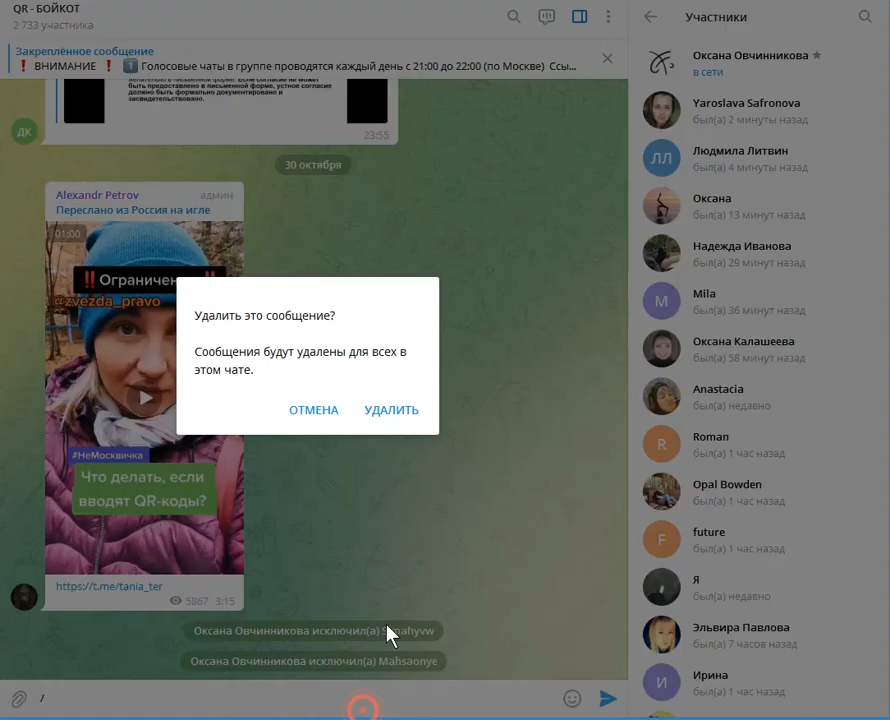 QR - БОЙКОТ
2 733 участника
Закреплённое сообщение
❗ ВНИМАНИЕ ❗ 1️⃣ Голосовые чаты в группе проводятся каждый день с 21:00 до 22:00 (по Москве) Ссы...
быть предоставлено в письменной форме, устное согласие
должно быть формально документировано и
засвидетельствовано.
23:55
ДК
30 октября
Alexandr Petrov админ
Переслано из Россия на игле
01:00
‼️Ограничен
@zvezda_pravo
#НеМосквичка
Что делать, если
вводят QR-коды?
https://t.me/tania_ter
5867 3:15
Оксана Овчинникова исключил(а)
Оксана Овчинникова исключил(а) Mahsaonye
/
Удалить это сообщение?
Сообщения будут удалены для всех в
этом чате.
ОТМЕНА УДАЛИТЬ
Участники
Оксана Овчинникова ★
в сети
Yaroslava Safronova
был(а) 2 минуты назад
ЛЛ
Людмила Литвин
был(а) 4 минуты назад
Оксана
был(а) 13 минут назад
Надежда Иванова
был(а) 29 минут назад
M
Mila
был(а) 36 минут назад
Оксана Калашеева
был(а) 58 минут назад
Anastacia
был(а) недавно
R
Roman
был(а) 1 час назад
Opal Bowden
был(а) 1 час назад
F
future
был(а) 1 час назад
Я
был(а) недавно
Эльвира Павлова
был(а) 7 часов назад
И
Ирина
был(а) 1 час назад